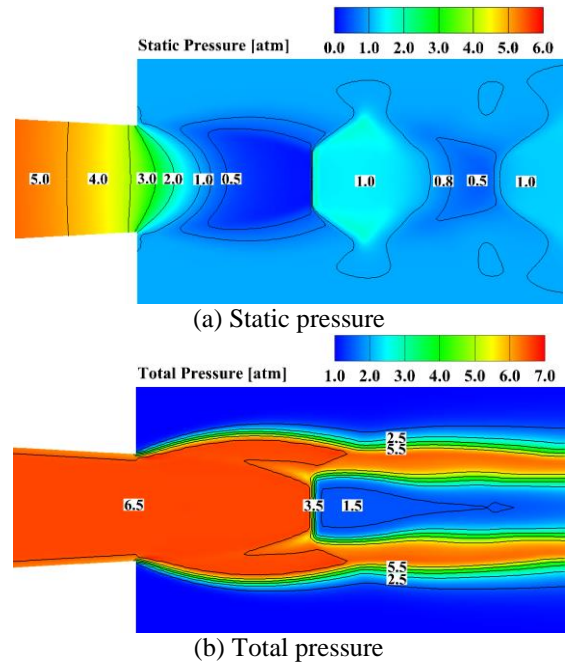 Static Pressure [atm]
0.0 1.0 2.0 3.0 4.0 5.0 6.0
5.0 4.0 3.0 2.0 1.0 0.5 1.0 0.8 0.5 1.0
(a) Static pressure
Total Pressure [atm]
1.0 2.0 3.0 4.0 5.0 6.0 7.0
2.5
5.5
6.5 3.5 1.5
5.5
2.5
(b) Total pressure